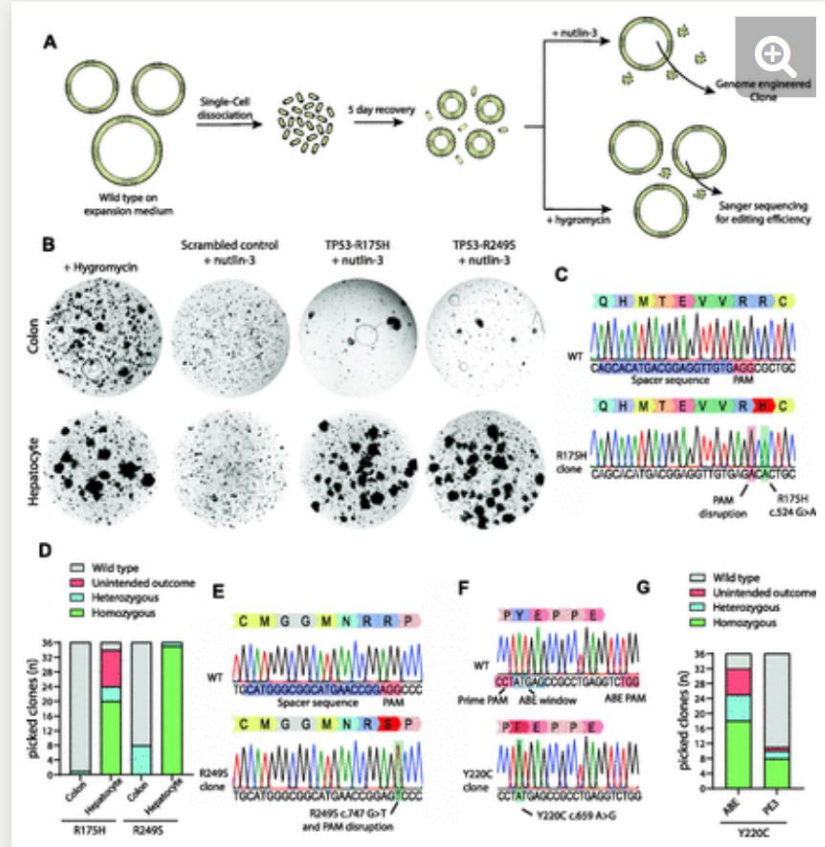 A
+ nutlin-3
Genome engineered
Clone
Single-Cell
dissociation
5 day recovery
Wild type on
expansion medium
+ hygromycin
Sanger sequencing
for editing efficiency
B
+ Hygromycin
Scrambled control
+ nutlin-3
TP53-R175H
+ nutlin-3
TP53-R249S
+ nutlin-3
Colon
Hepatocyte
C
Q H M T E V V R R C
WT
CAGCACATGACGGAGGTTGTGAGGCGCTGC
Spacer sequence PAM
Q H M T E V V R H C
R175H
clone
CAGCACATGACGGAGGTTGTGAGACACTGC
PAM
disruption
R175H
c.524 G>A
D
Wild type
Unintended outcome
Heterozygous
Homozygous
picked clones (n)
36
32
28
24
20
16
12
8
4
0
Colon
Hepatocyte
Colon
Hepatocyte
R175H R249S
E
C M G G M N R R P
WT
TGCATGGGCGGCATGAACCGGAGGCCC
Spacer sequence PAM
C M G G M N R S P
R249S
clone
TGCATGGGCGGCATGAACCGGAGTCCC
R249S c.747 G>T
and PAM disruption
F
P Y E P P E
WT
CCTATGAGCCGCCTGAGGTCTGG
Prime PAM ABE window ABE PAM
P E P P E
Y220C
clone
CCTATGAGCCGCCTGAGGTCTGG
Y220C c.659 A>G
G
Wild type
Unintended outcome
Heterozygous
Homozygous
picked clones (n)
36
32
28
24
20
16
12
8
4
0
ABE
PE3
Y220C